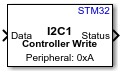 STM32
I2C1
Data Status
Controller Write
Peripheral: 0xA